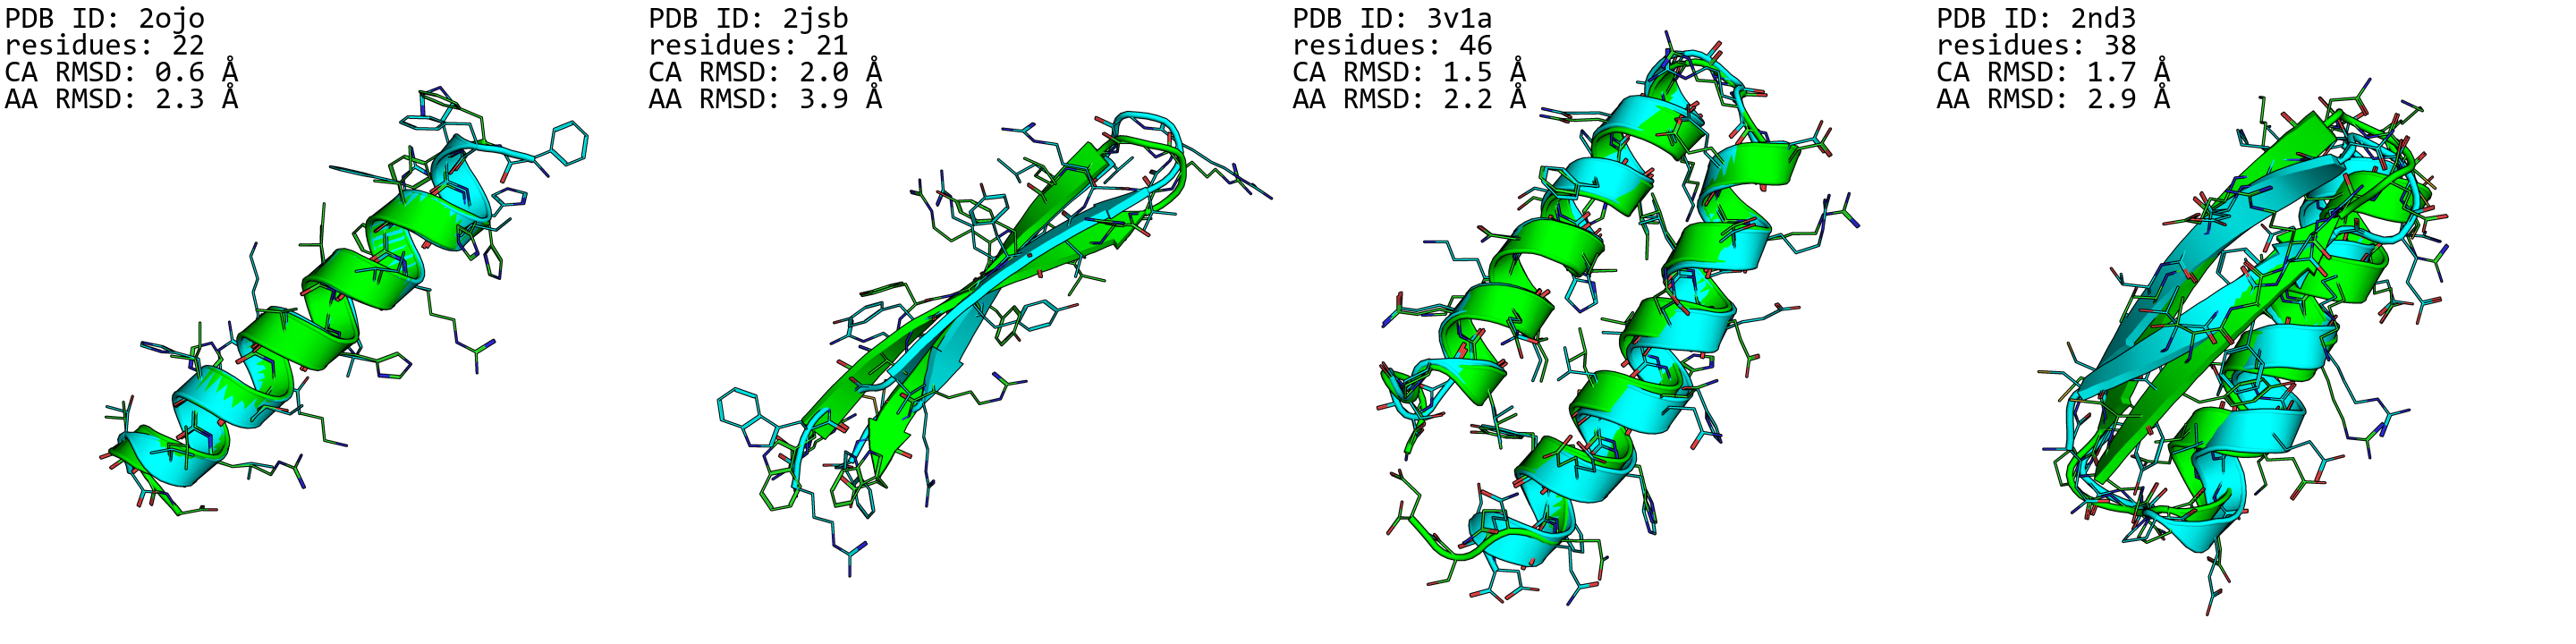 PDB ID: 2ojo
residues: 22
CA RMSD: 0.6 Å
AA RMSD: 2.3 Å
PDB ID: 2jsb
residues: 21
CA RMSD: 2.0 Å
AA RMSD: 3.9 Å
PDB ID: 3v1a
residues: 46
CA RMSD: 1.5 Å
AA RMSD: 2.2 Å
PDB ID: 2nd3
residues: 38
CA RMSD: 1.7 Å
AA RMSD: 2.9 Å